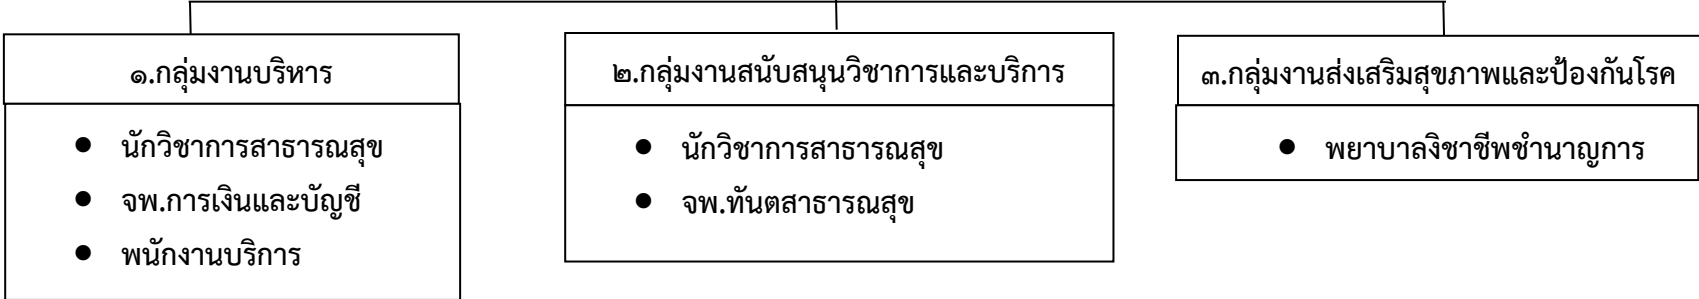 ๑.กลุ่มงานบริหาร
● นักวิชาการสาธารณสุข
● จพ.การเงินและบัญชี
● พนักงานบริการ
๒.กลุ่มงานสนับสนุนวิชาการและบริการ
● นักวิชาการสาธารณสุข
● จพ.ทันตสาธารณสุข
๓.กลุ่มงานส่งเสริมสุขภาพและป้องกันโรค
● พยาบาลงิชาชีพชำนาญการ